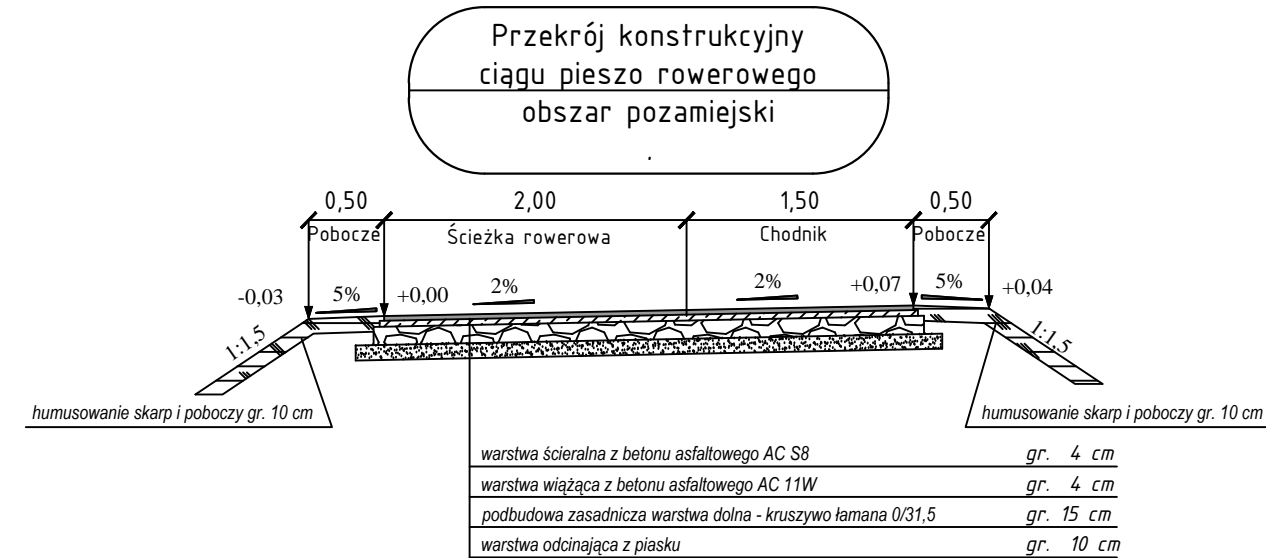 Przekrój konstrukcyjny
ciągu pieszo rowerowego
obszar pozamiejski
.
0,50 2,00 1,50 0,50
Pobocze Ścieżka rowerowa Chodnik Pobocze
-0,03 5% +0,00 2% 2% +0,07 5% +0,04
1:1,5 1:1,5
humusowanie skarp i poboczy gr. 10 cm humusowanie skarp i poboczy gr. 10 cm
warstwa ścieralna z betonu asfaltowego AC S8 gr. 4 cm
warstwa wiążąca z betonu asfaltowego AC 11W gr. 4 cm
podbudowa zasadnicza warstwa dolna - kruszywo łamana 0/31,5 gr. 15 cm
warstwa odcinająca z piasku gr. 10 cm